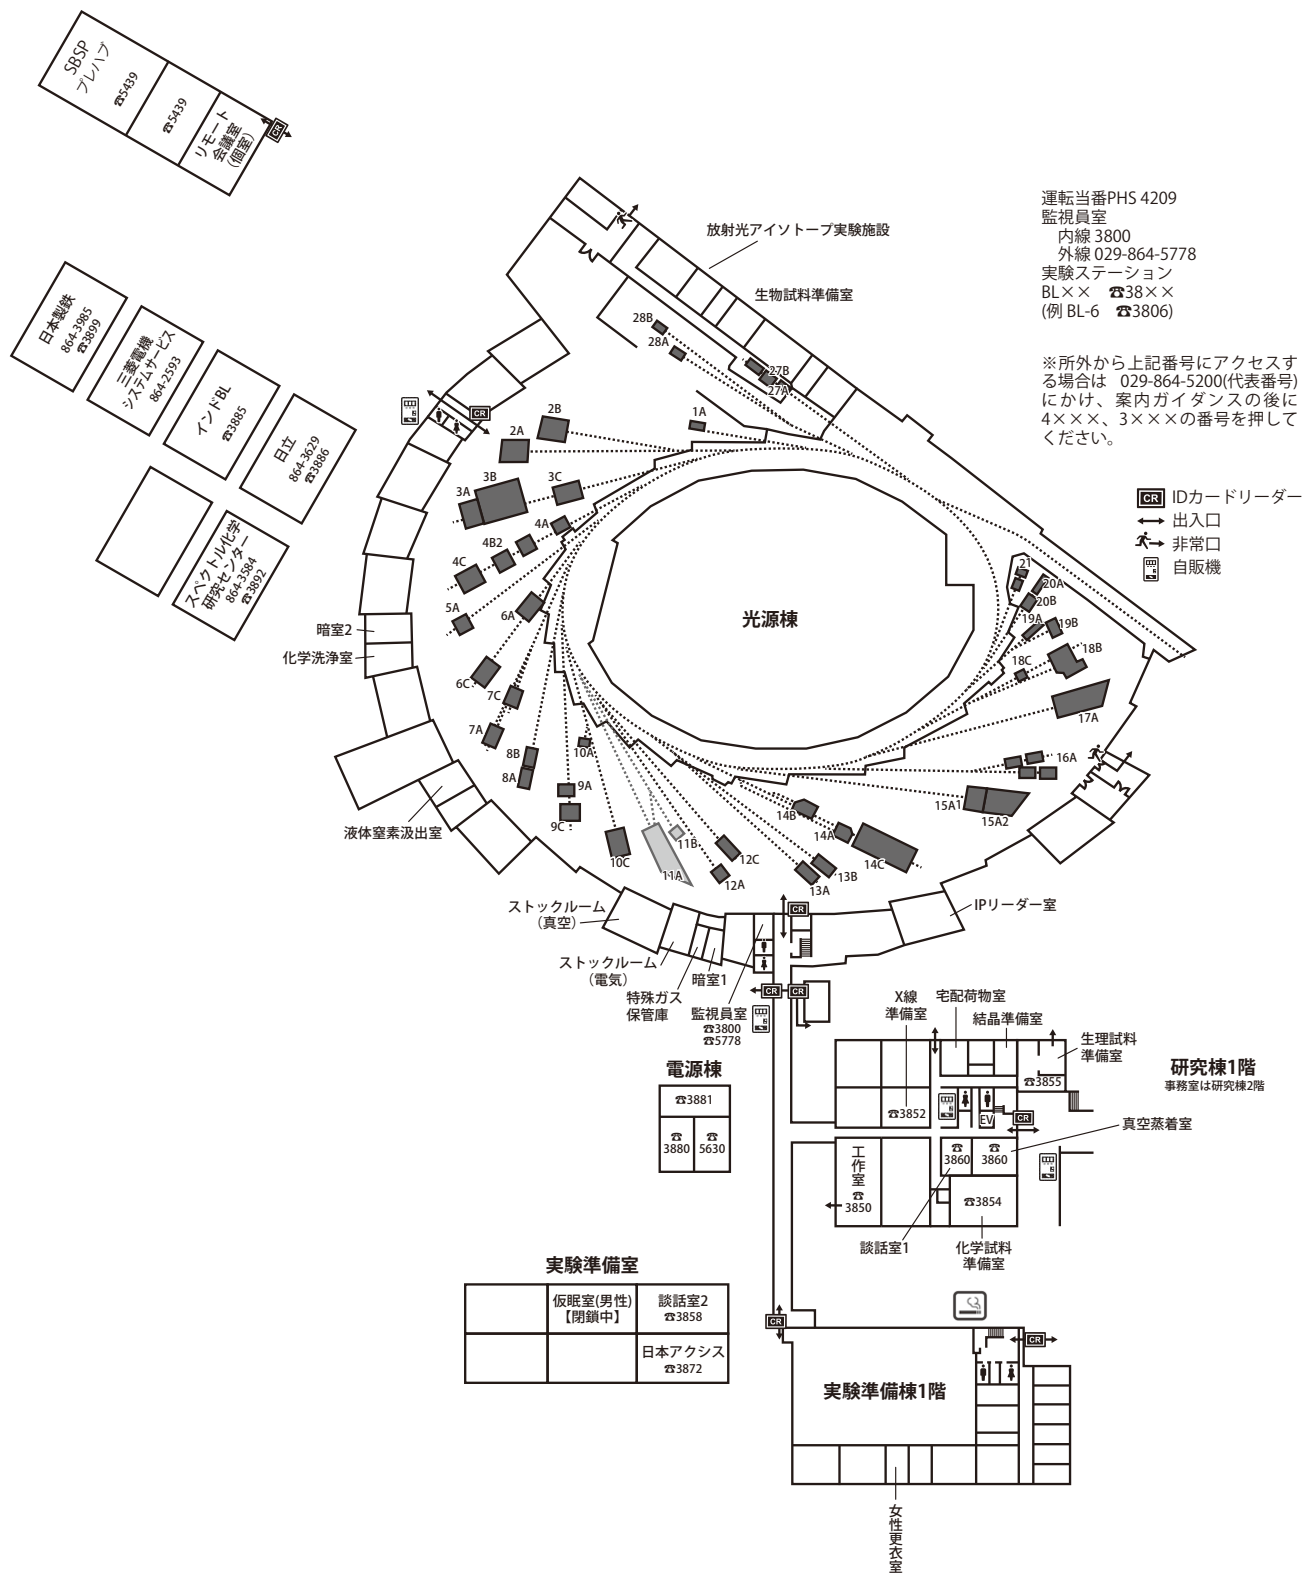 SBSP
プレハブ
☎5439
☎5439
リモート
会議室
(個室)
CR
運転当番PHS 4209
監視員室
内線 3800
外線 029-864-5778
実験ステーション
BL×× ☎38××
(例 BL-6 ☎3806)
※所外から上記番号にアクセスす
る場合は 029-864-5200(代表番号)
にかけ、案内ガイダンスの後に
4×××、3×××の番号を押して
ください。
CR IDカードリーダー
出入口
非常口
自販機
放射光アイソトープ実験施設
生物試料準備室
日本製鉄
864-3985
☎3899
三菱電機
システムサービス
864-2593
インドBL
☎3885
日立
864-3629
☎3886
スペクトル化学
研究センター
864-3584
☎3892
28B
28A
27B
27A
CR
2B
2A
1A
3B
3A
3C
4A
4B2
4C
5A
6A
6C
7C
7A
8B
8A
9A
9C
10A
10C
11B
11A
12C
12A
13B
13A
14B
14A
14C
15A1
15A2
16A
17A
18C
18B
19A
19B
20A
20B
21
光源棟
暗室2
化学洗浄室
液体窒素汲出室
ストックルーム
(真空)
ストックルーム
(電気)
特殊ガス
保管庫
暗室1
監視員室
☎3800
☎5778
CR
CR
CR
IPリーダー室
X線
準備室
宅配荷物室
結晶準備室
生理試料
準備室
研究棟1階
事務室は研究棟2階
☎3855
☎3852
EV
CR
真空蒸着室
電源棟
☎3881
☎
3880
☎
5630
工作室
☎
3850
☎
3860
☎
3860
☎3854
談話室1
化学試料
準備室
実験準備室
仮眠室(男性)
【閉鎖中】
談話室2
☎3858
日本アクシス
☎3872
CR
CR
実験準備棟1階
女性更衣室